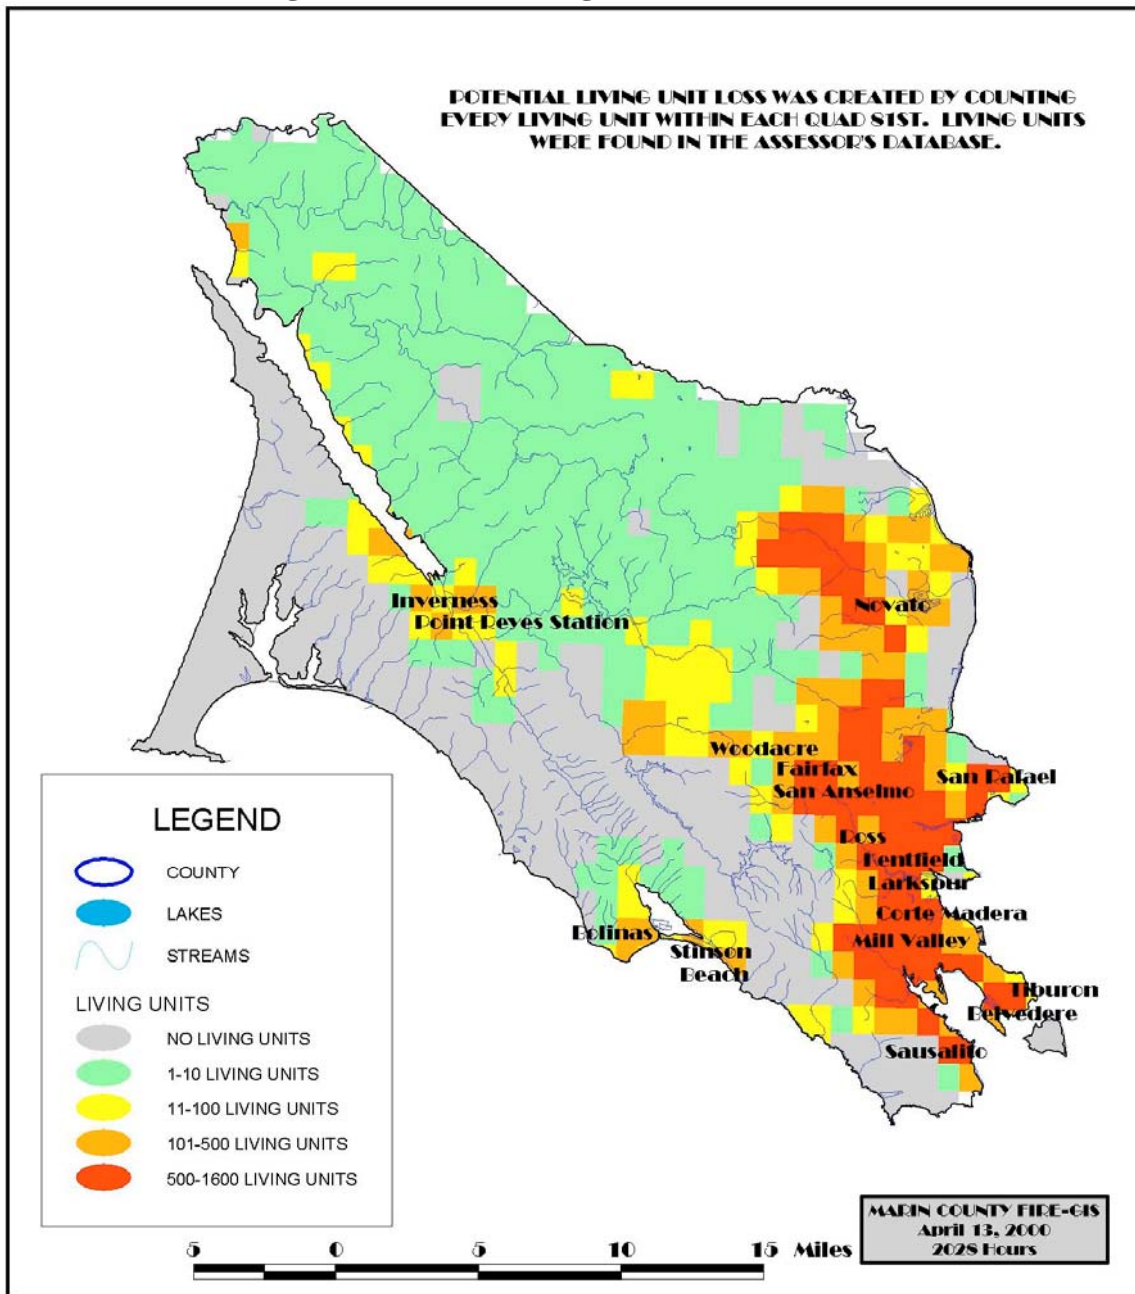 POTENTIAL LIVING UNIT LOSS WAS CREATED BY COUNTING
EVERY LIVING UNIT WITHIN EACH QUAD 81ST. LIVING UNITS
WERE FOUND IN THE ASSESSOR'S DATABASE.
Novato
Inverness
Point Reyes Station
Woodacre
Fairfax
San Rafael
San Anselmo
Ross
Kentfield
Larkspur
Corte Madera
Bolinas
Mill Valley
Stinson
Beach
Tiburon
Belvedere
Sausalito
LEGEND
COUNTY
LAKES
STREAMS
LIVING UNITS
NO LIVING UNITS
1-10 LIVING UNITS
11-100 LIVING UNITS
101-500 LIVING UNITS
500-1600 LIVING UNITS
MARIN COUNTY FIRE-GIS
April 13, 2000
2028 Hours
5 0 5 10 15 Miles